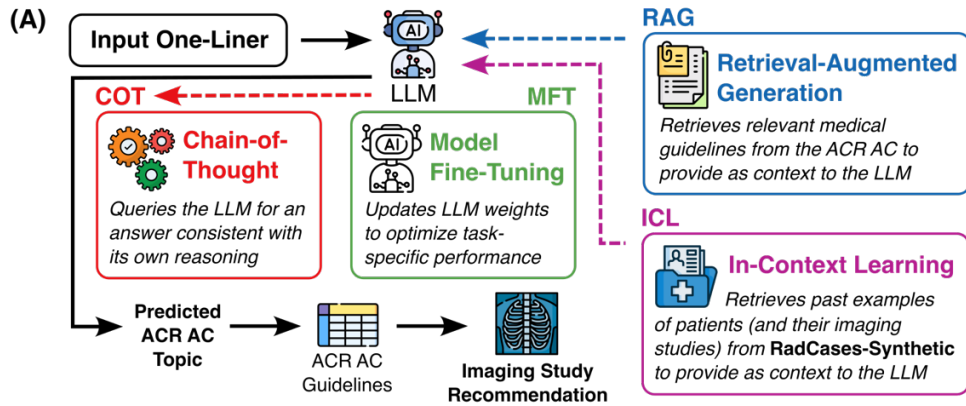 (A)
Input One-Liner
AI
LLM
COT
Chain-of-
Thought
Queries the LLM for an
answer consistent with
its own reasoning
MFT
AI
Model
Fine-Tuning
Updates LLM weights
to optimize task-
specific performance
RAG
Retrieval-Augmented
Generation
Retrieves relevant medical
guidelines from the ACR AC to
provide as context to the LLM
ICL
In-Context Learning
Retrieves past examples
of patients (and their imaging
studies) from RadCases-Synthetic
to provide as context to the LLM
Predicted
ACR AC
Topic
ACR AC
Guidelines
Imaging Study
Recommendation